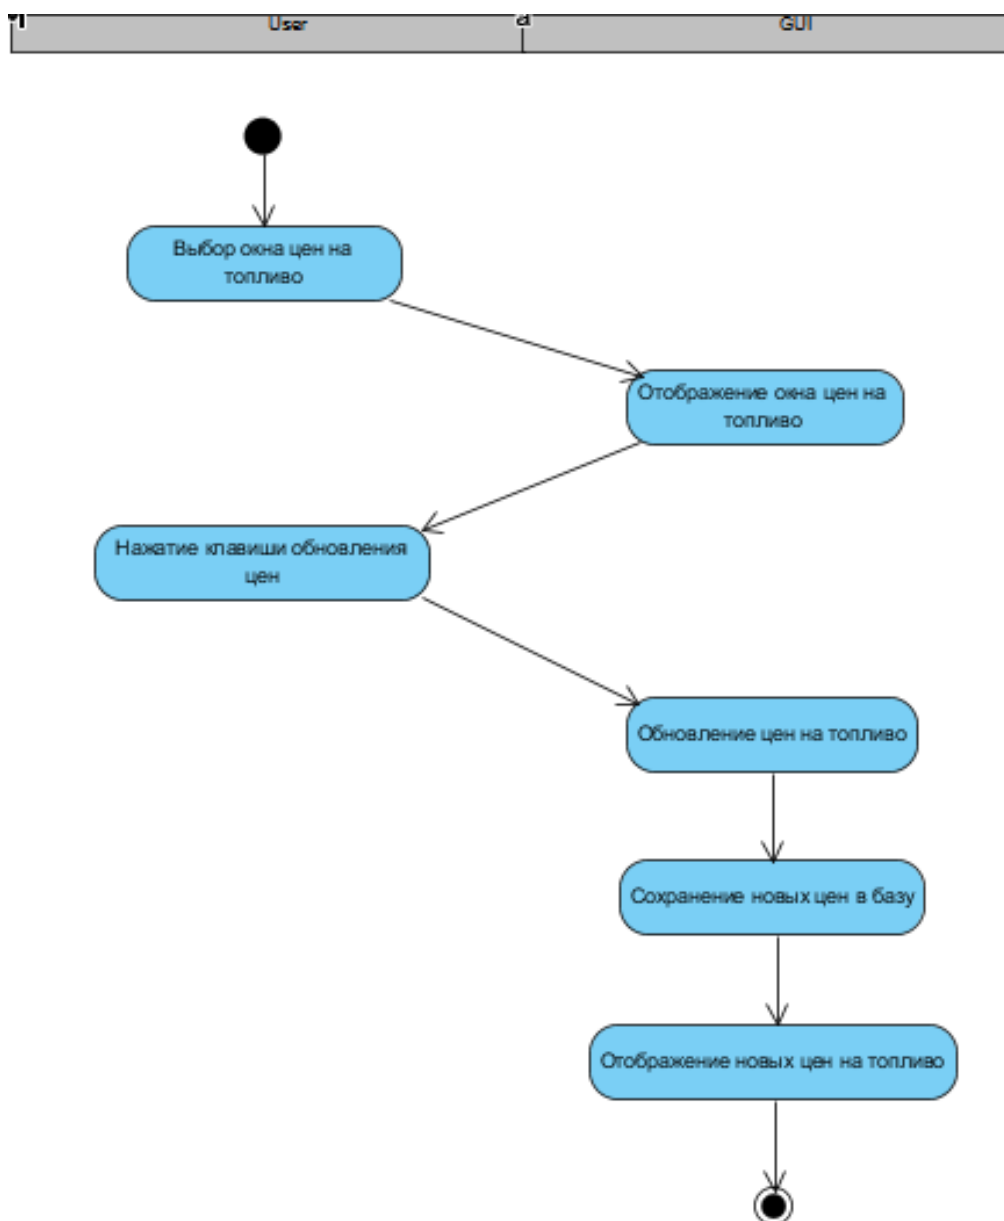 User
GUI
Выбор окна цен на
топливо
Отображение окна цен на
топливо
Нажатие клавиши обновления
цен
Обновление цен на топливо
Сохранение новых цен в базу
Отображение новых цен на топливо